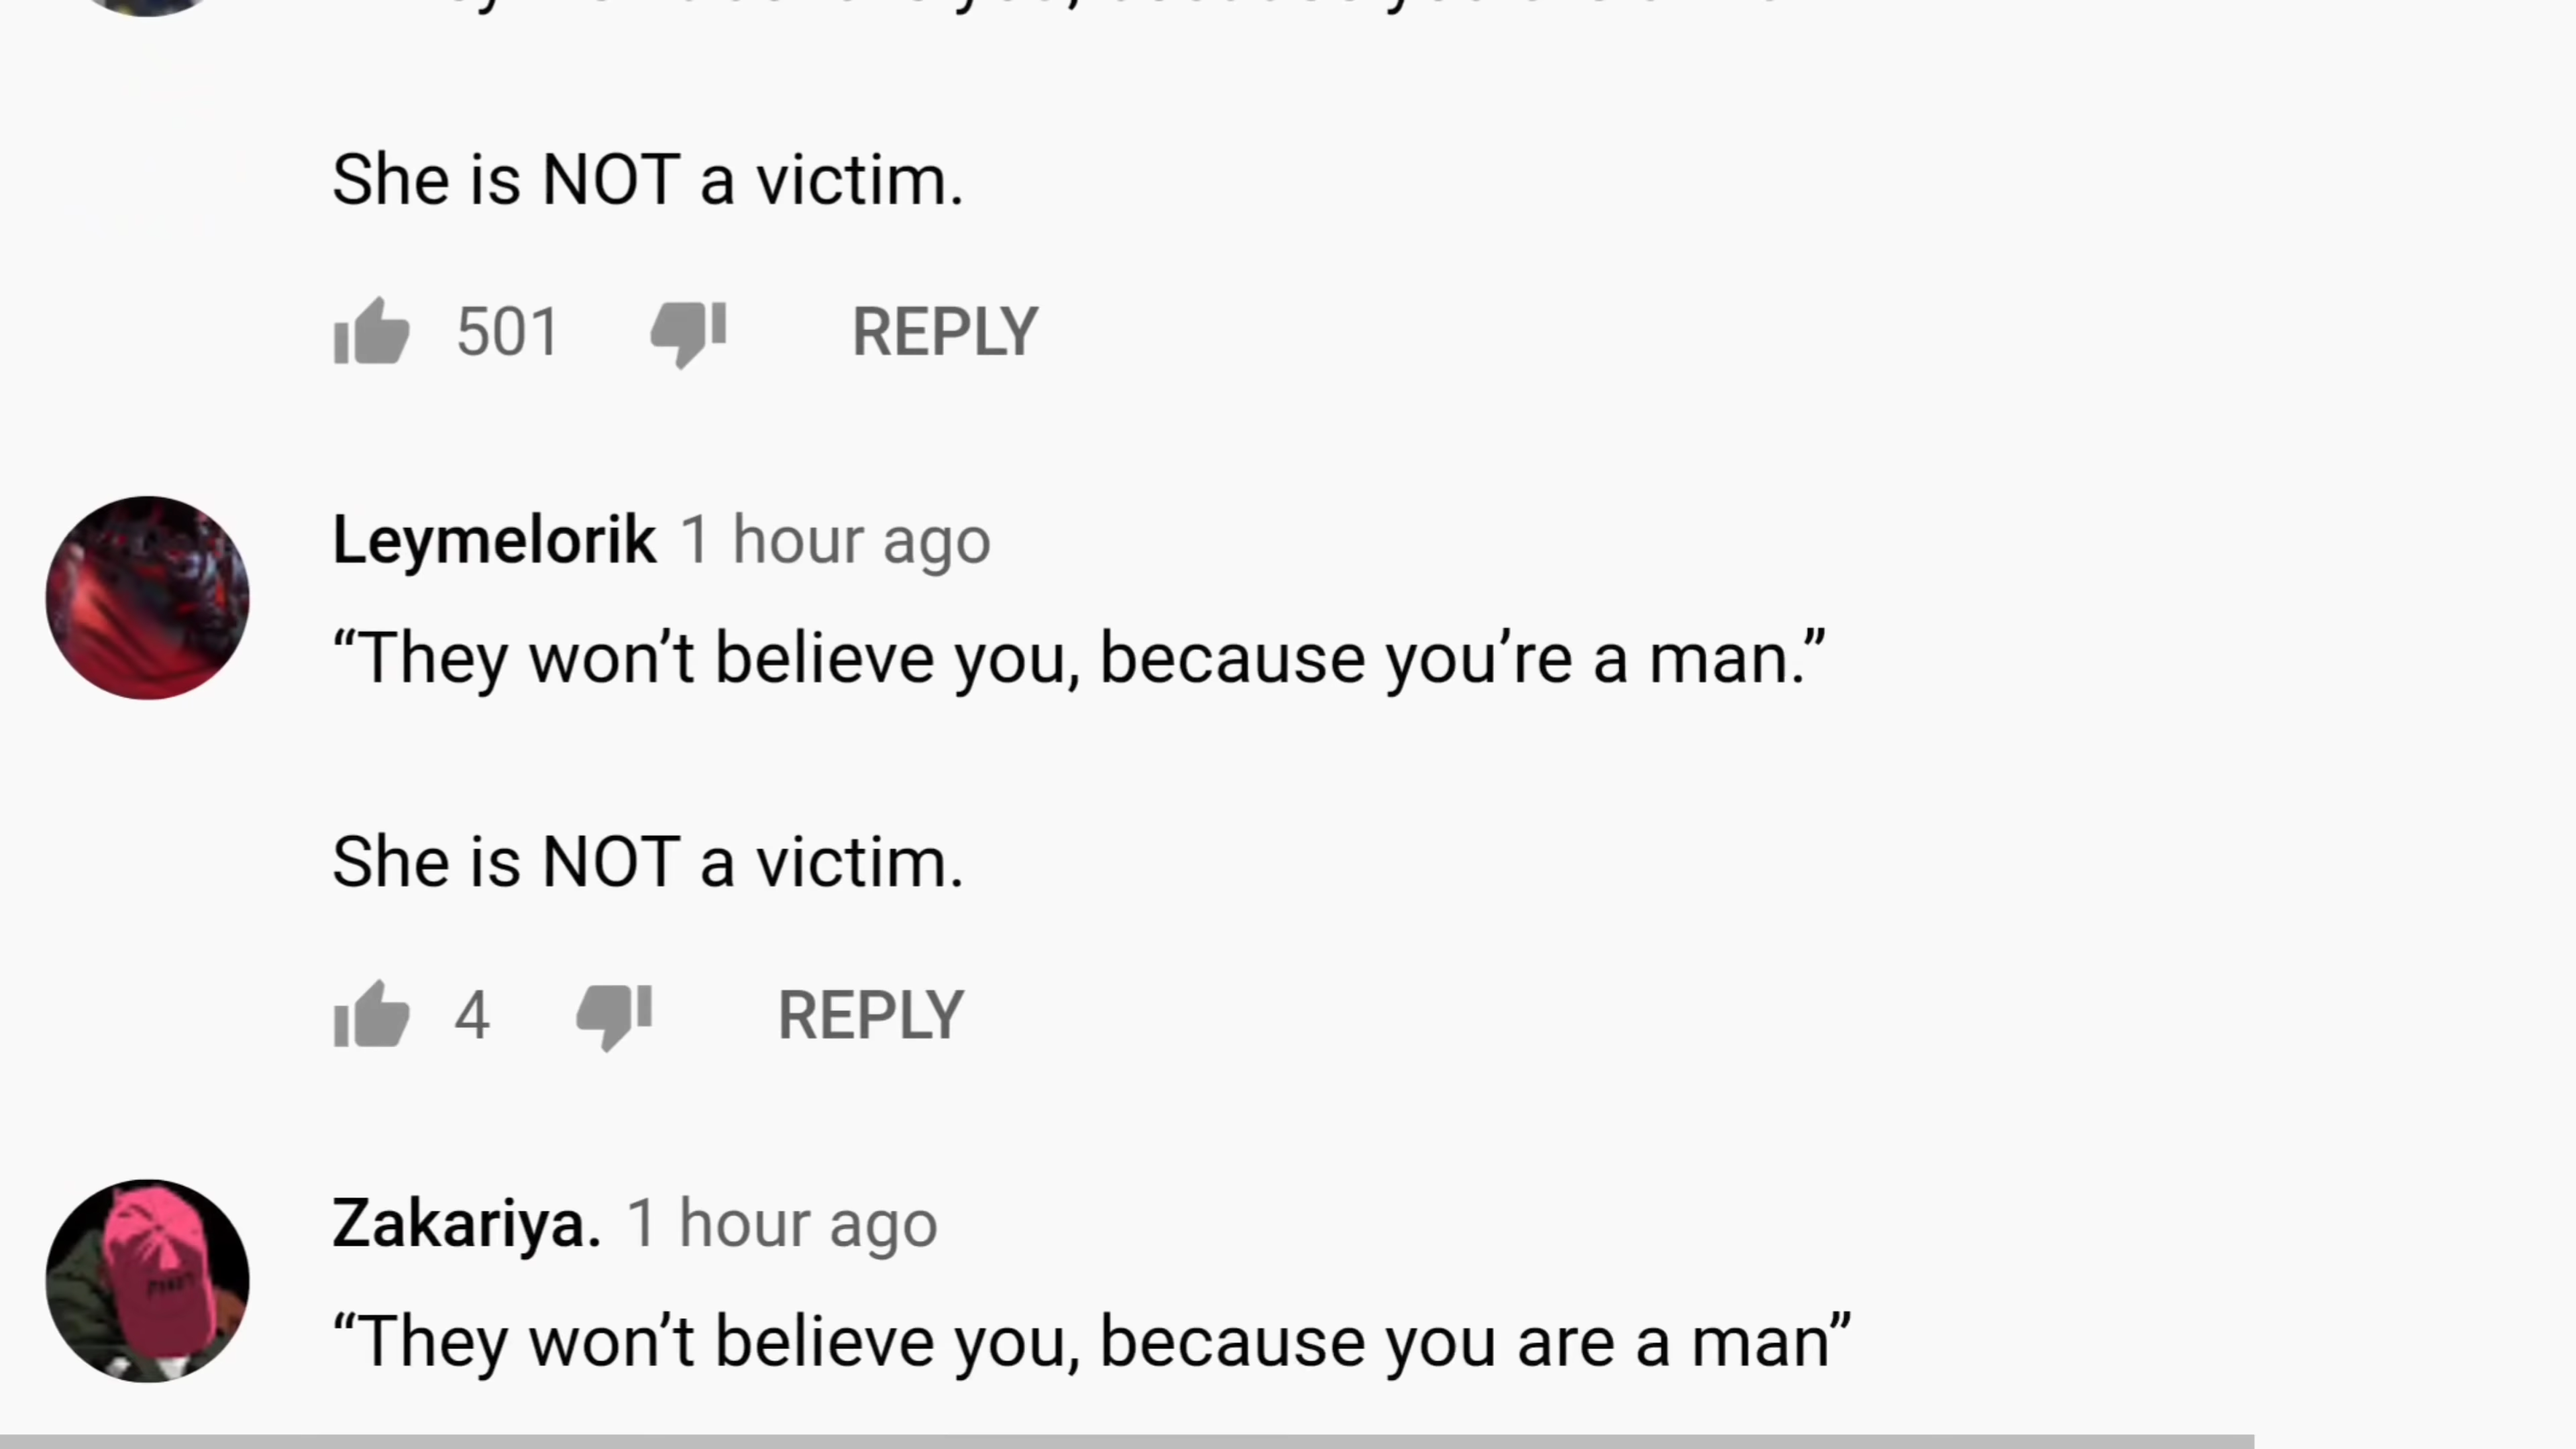 She is NOT a victim.
501 REPLY
Leymelorik 1 hour ago
“They won’t believe you, because you’re a man.”
She is NOT a victim.
4 REPLY
Zakariya. 1 hour ago
“They won’t believe you, because you are a man”